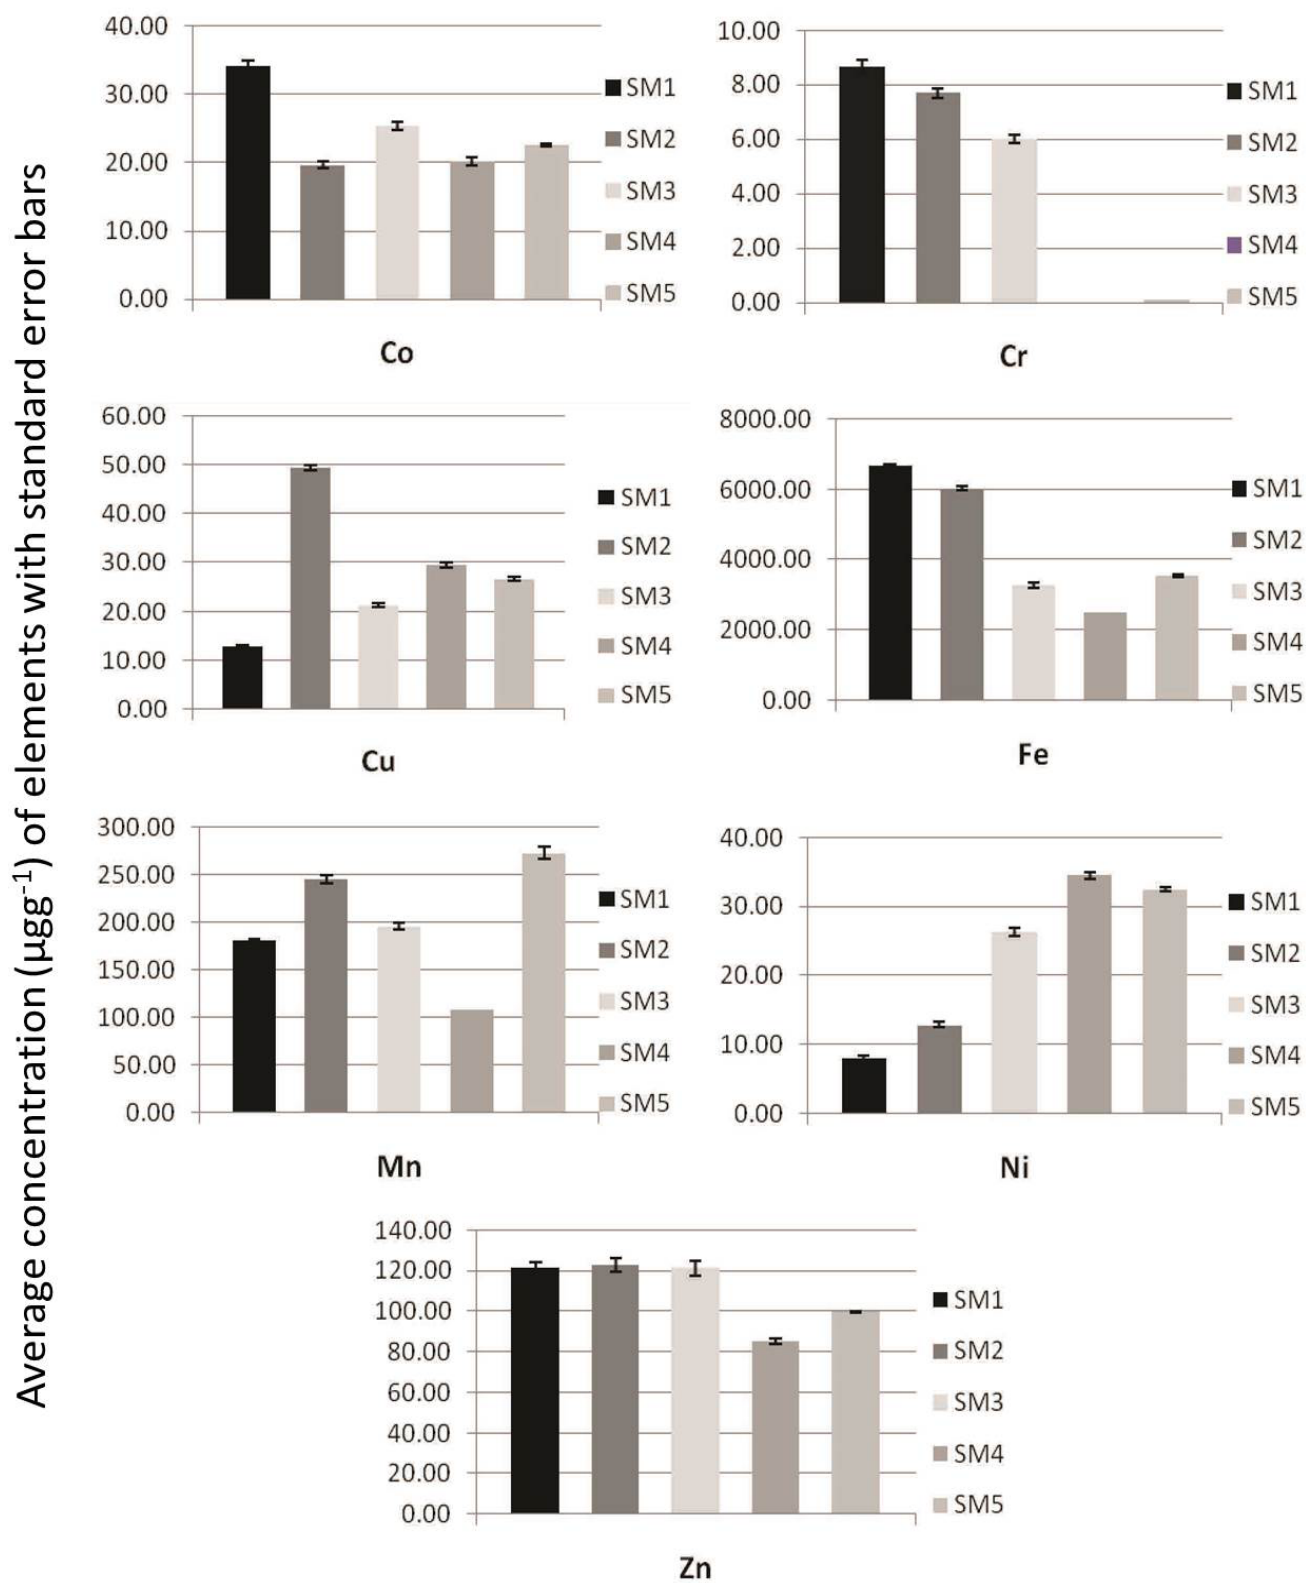 Average concentration (µgg⁻¹) of elements with standard error bars
40.00
30.00
20.00
10.00
0.00
SM1
SM2
SM3
SM4
SM5
Co
10.00
8.00
6.00
4.00
2.00
0.00
SM1
SM2
SM3
SM4
SM5
Cr
60.00
50.00
40.00
30.00
20.00
10.00
0.00
SM1
SM2
SM3
SM4
SM5
Cu
8000.00
6000.00
4000.00
2000.00
0.00
SM1
SM2
SM3
SM4
SM5
Fe
300.00
250.00
200.00
150.00
100.00
50.00
0.00
SM1
SM2
SM3
SM4
SM5
Mn
40.00
30.00
20.00
10.00
0.00
SM1
SM2
SM3
SM4
SM5
Ni
140.00
120.00
100.00
80.00
60.00
40.00
20.00
0.00
SM1
SM2
SM3
SM4
SM5
Zn